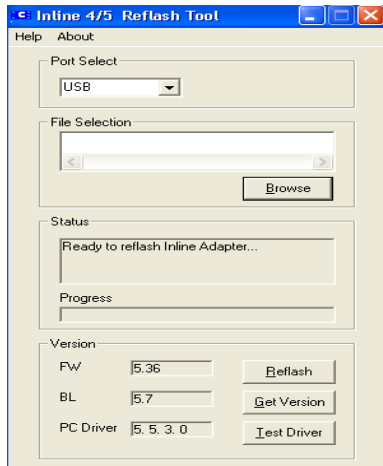 Inline 4/5 Reflash Tool
Help About
Port Select
USB
File Selection
Browse
Status
Ready to reflash Inline Adapter...
Progress
Version
FW 5.36 Reflash
BL 5.7 Get Version
PC Driver 5. 5. 3. 0 Test Driver